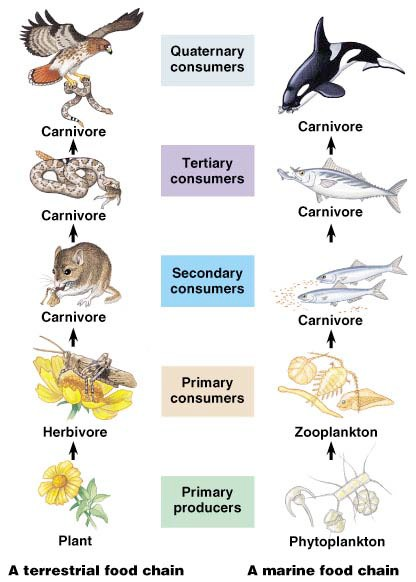 Quaternary
consumers
Carnivore
Carnivore
Tertiary
consumers
Carnivore
Carnivore
Secondary
consumers
Carnivore
Carnivore
Primary
consumers
Herbivore
Zooplankton
Primary
producers
Plant
Phytoplankton
A terrestrial food chain
A marine food chain